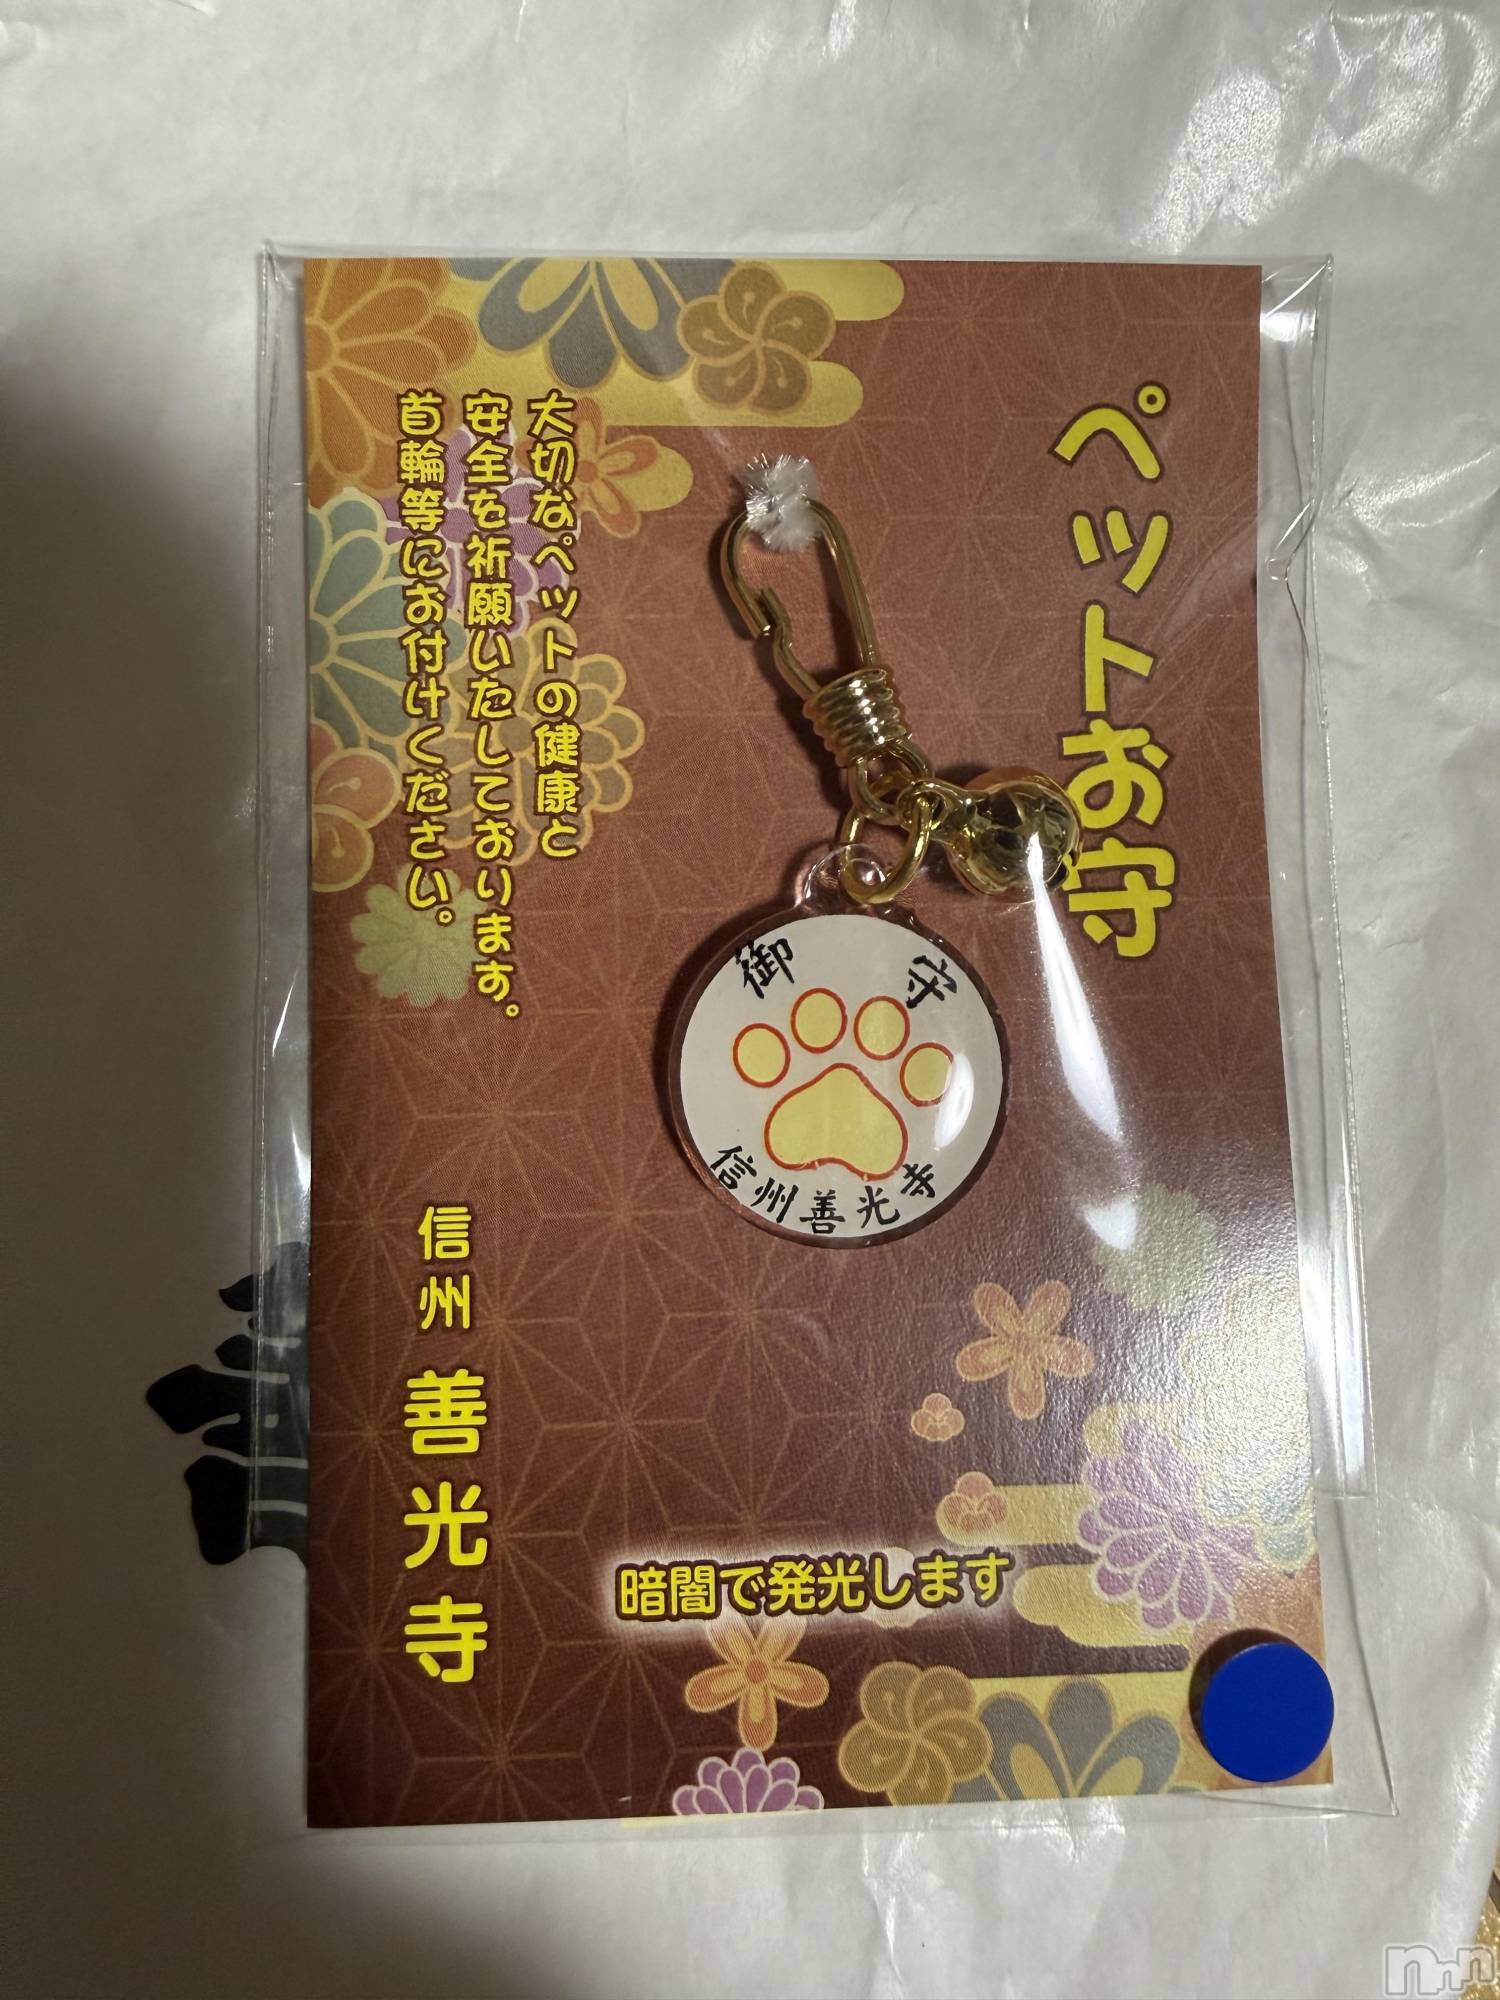 ペットお守
大切なペットの健康と
安全を祈願いたしております。
首輪等にお付けください。
御守
信州善光寺
信州 善光寺
暗闇で発光します